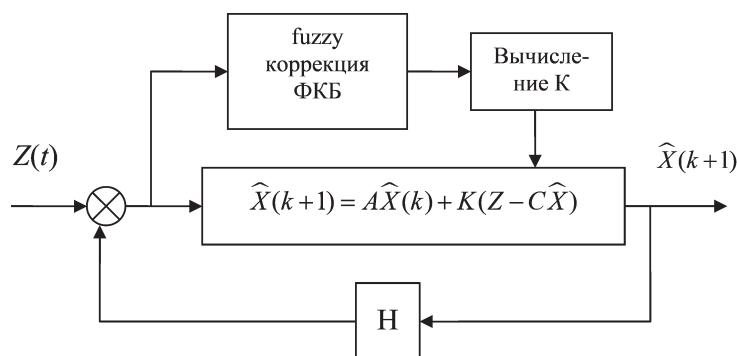 fuzzy
коррекция
ФКБ
Вычисле-
ние К
Z(t)
X̂(k+1)
X̂(k+1) = AX̂(k) + K(Z − CX̂)
Н